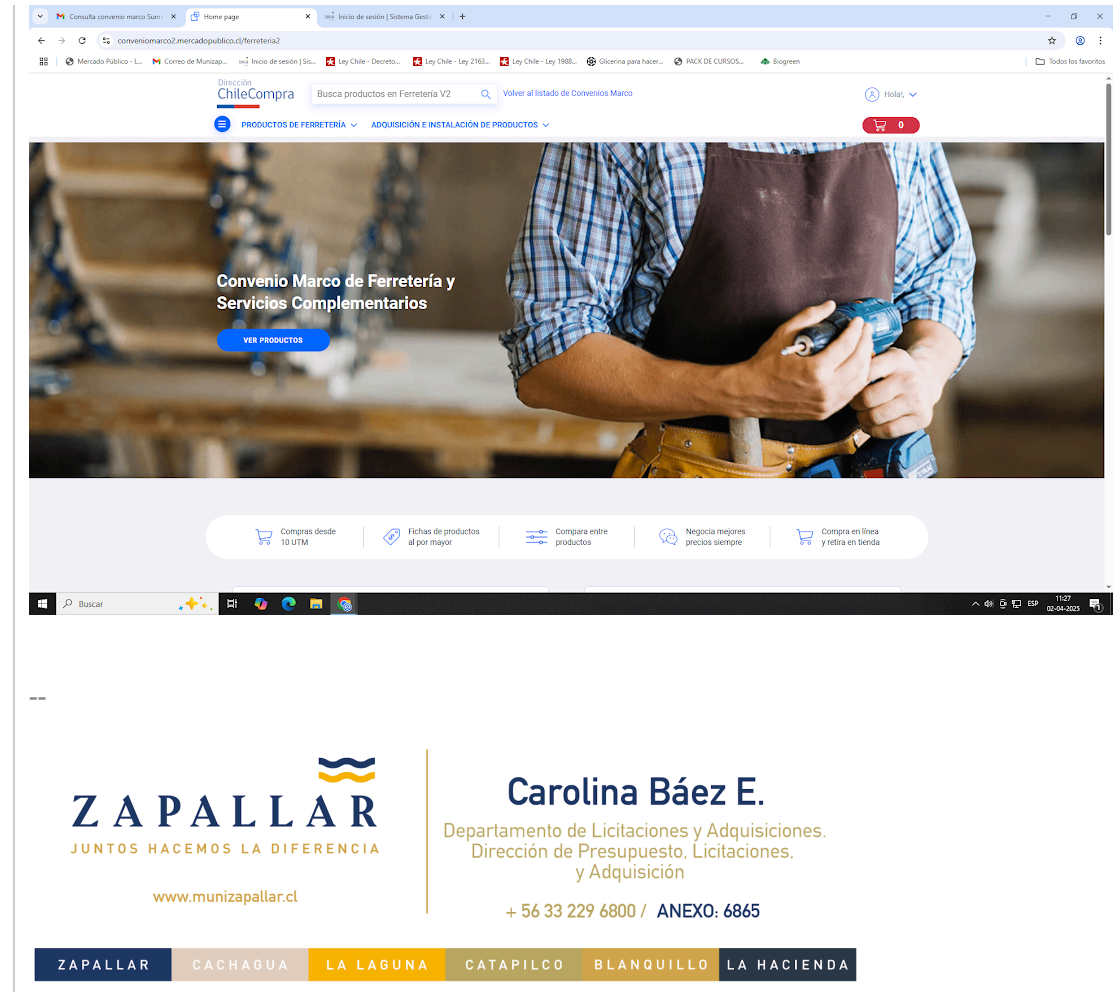 Consulta convenio marco Sumi
Home page
Inicio de sesión | Sistema Gestió
conveniomarco2.mercadopublico.cl/ferreteria2
Mercado Público - L...
Correo de Municap...
Inicio de sesión | Sis...
Ley Chile - Decreto...
Ley Chile - Ley 2163...
Ley Chile - Ley 1988...
Glicerina para hacer...
PACK DE CURSOS...
Biogreen
Todos los favoritos
Dirección
ChileCompra
Busca productos en Ferretería V2
Volver al listado de Convenios Marco
Hola!,
PRODUCTOS DE FERRETERÍA
ADQUISICIÓN E INSTALACIÓN DE PRODUCTOS
0
Convenio Marco de Ferretería y
Servicios Complementarios
VER PRODUCTOS
Compras desde
10 UTM
Fichas de productos
al por mayor
Compara entre
productos
Negocia mejores
precios siempre
Compra en línea
y retira en tienda
Buscar
ESP
11:27
02-04-2025
--
ZAPALLAR
JUNTOS HACEMOS LA DIFERENCIA
www.munizapallar.cl
Carolina Báez E.
Departamento de Licitaciones y Adquisiciones.
Dirección de Presupuesto, Licitaciones,
y Adquisición
+ 56 33 229 6800 / ANEXO: 6865
ZAPALLAR
CACHAGUA
LA LAGUNA
CATAPILCO
BLANQUILLO
LA HACIENDA